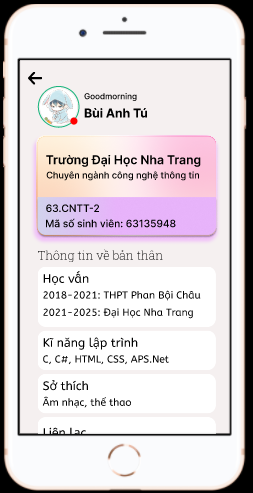 Goodmorning
Bùi Anh Tú
Trường Đại Học Nha Trang
Chuyên ngành công nghệ thông tin
63.CNTT-2
Mã số sinh viên: 63135948
Thông tin về bản thân
Học vấn
2018-2021: THPT Phan Bội Châu
2021-2025: Đại Học Nha Trang
Kĩ năng lập trình
C, C#, HTML, CSS, APS.Net
Sở thích
Âm nhạc, thể thao
Liên lạc